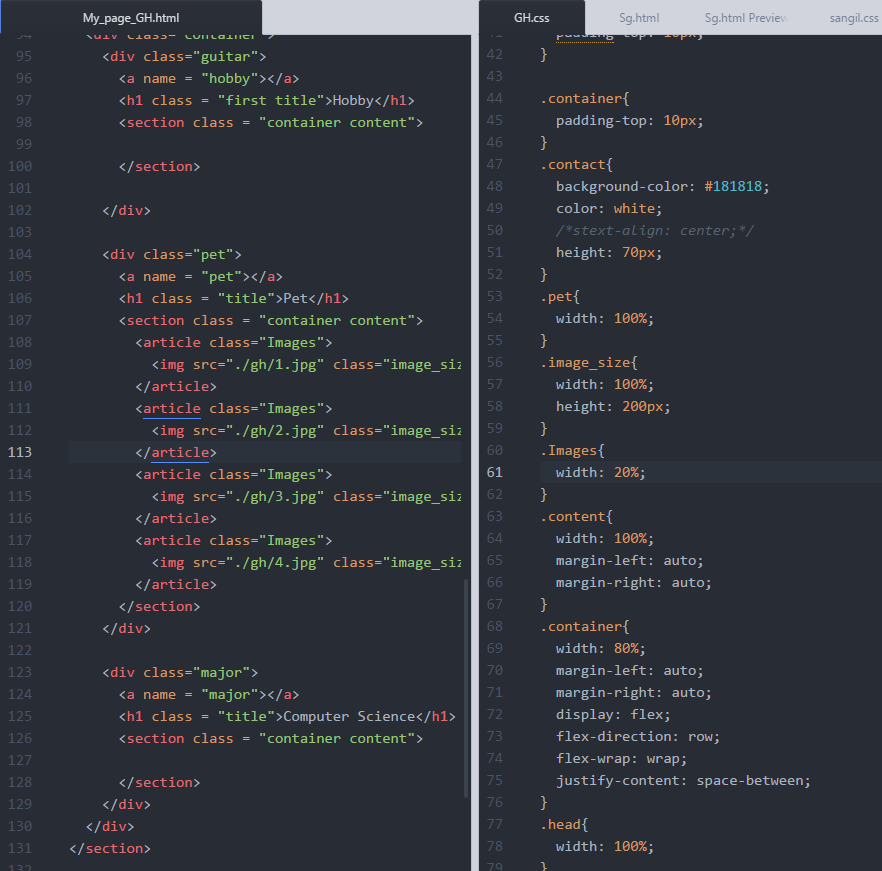 My_page_GH.html
94 <div class="container">
95 <div class="guitar">
96 <a name = "hobby"></a>
97 <h1 class = "first title">Hobby</h1>
98 <section class = "container content">
99
100 </section>
101
102 </div>
103
104 <div class="pet">
105 <a name = "pet"></a>
106 <h1 class = "title">Pet</h1>
107 <section class = "container content">
108 <article class="Images">
109 <img src="./gh/1.jpg" class="image_siz
110 </article>
111 <article class="Images">
112 <img src="./gh/2.jpg" class="image_siz
113 </article>
114 <article class="Images">
115 <img src="./gh/3.jpg" class="image_siz
116 </article>
117 <article class="Images">
118 <img src="./gh/4.jpg" class="image_siz
119 </article>
120 </section>
121 </div>
122
123 <div class="major">
124 <a name = "major"></a>
125 <h1 class = "title">Computer Science</h1>
126 <section class = "container content">
127
128 </section>
129 </div>
130 </div>
131 </section>
132
GH.css
Sg.html
Sg.html Preview
sangil.css
41 padding-top: 10px;
42 }
43
44 .container{
45 padding-top: 10px;
46 }
47 .contact{
48 background-color: #181818;
49 color: white;
50 /*stext-align: center;*/
51 height: 70px;
52 }
53 .pet{
54 width: 100%;
55 }
56 .image_size{
57 width: 100%;
58 height: 200px;
59 }
60 .Images{
61 width: 20%;
62 }
63 .content{
64 width: 100%;
65 margin-left: auto;
66 margin-right: auto;
67 }
68 .container{
69 width: 80%;
70 margin-left: auto;
71 margin-right: auto;
72 display: flex;
73 flex-direction: row;
74 flex-wrap: wrap;
75 justify-content: space-between;
76 }
77 .head{
78 width: 100%;
79 }